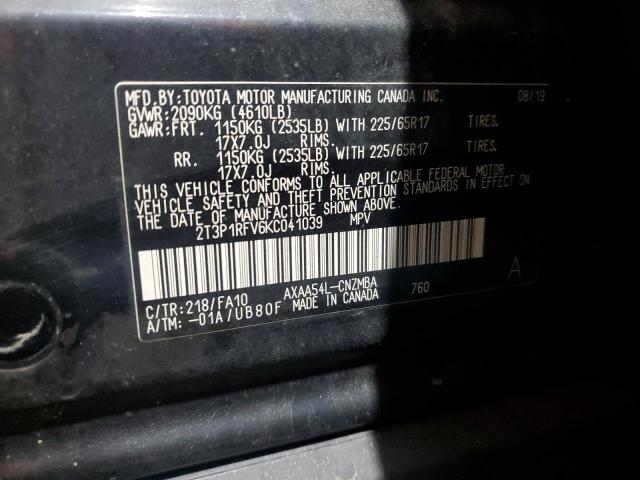 MFD.BY:TOYOTA MOTOR MANUFACTURING CANADA INC. 08/19
GVWR:2090KG (4610LB)
GAWR:FRT. 1150KG (2535LB) WITH 225/65R17 TIRES.
17X7.0J RIMS.
RR. 1150KG (2535LB) WITH 225/65R17 TIRES.
17X7.0J RIMS.
THIS VEHICLE CONFORMS TO ALL APPLICABLE FEDERAL MOTOR
VEHICLE SAFETY AND THEFT PREVENTION STANDARDS IN EFFECT ON
THE DATE OF MANUFACTURE SHOWN ABOVE.
2T3P1RFV6KC041039 MPV
C/TR:218/FA10 AXAA54L-CNZMBA 760 A
A/TM:-01A/UB80F MADE IN CANADA